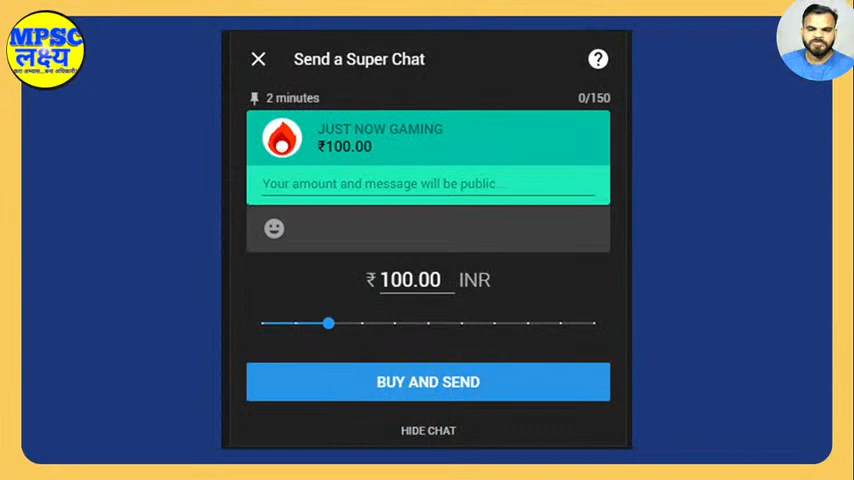 MPSC
लक्ष्य
Send a Super Chat
?
2 minutes
0/150
JUST NOW GAMING
₹100.00
Your amount and message will be public...
₹ 100.00 INR
BUY AND SEND
HIDE CHAT